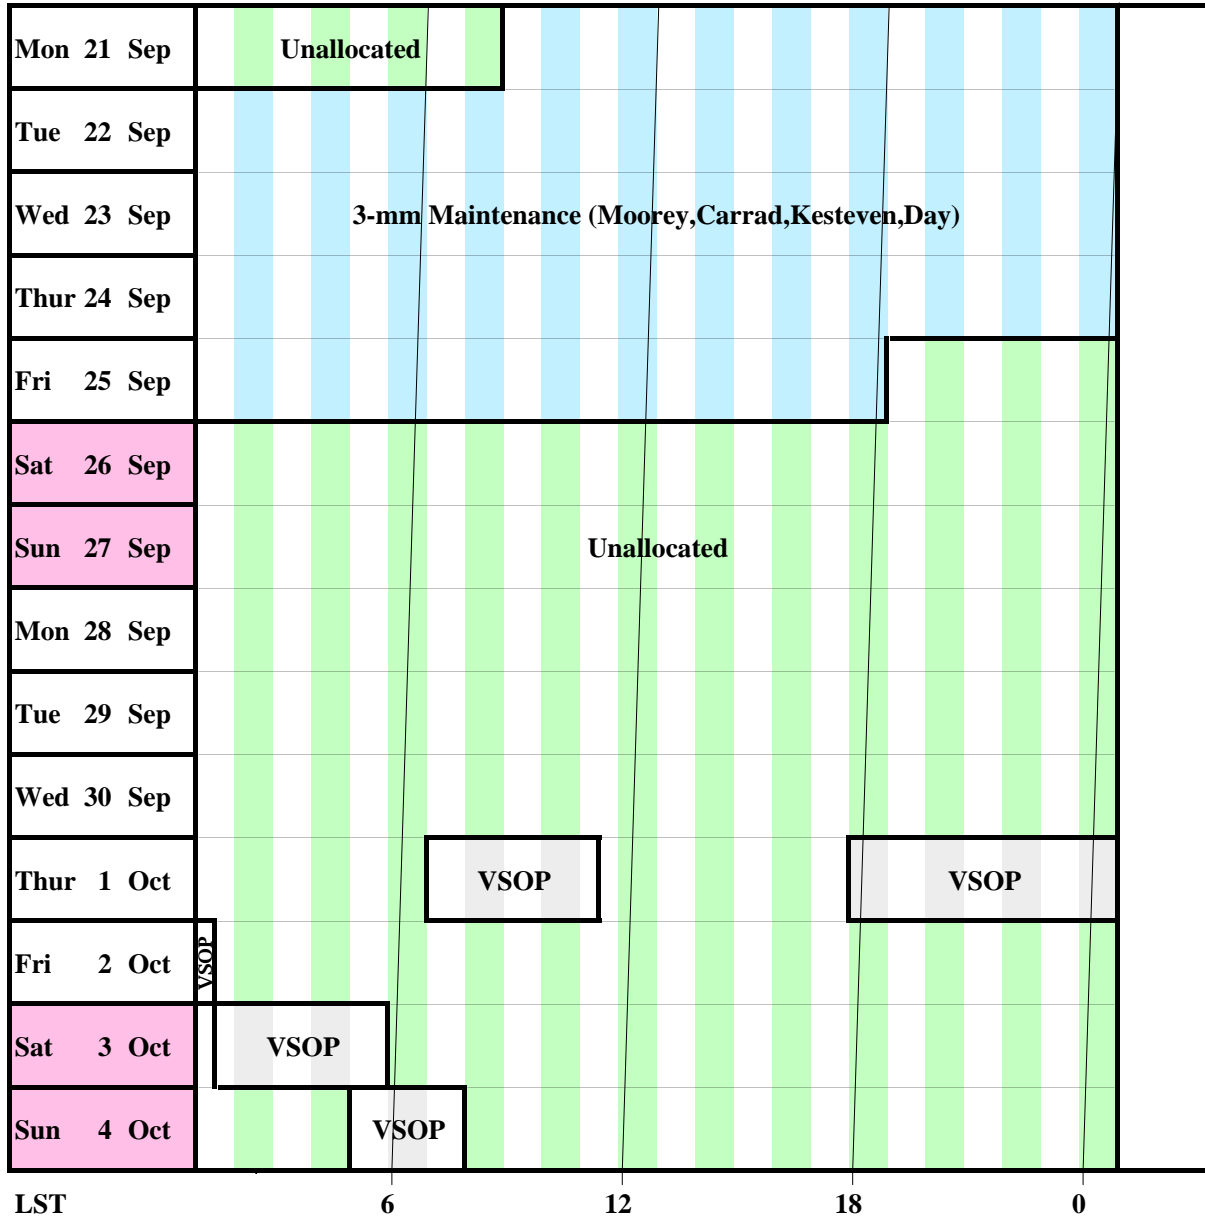 Mon 21 Sep Unallocated
Tue 22 Sep
Wed 23 Sep 3-mm Maintenance (Moorey,Carrad,Kesteven,Day)
Thur 24 Sep
Fri 25 Sep
Sat 26 Sep
Sun 27 Sep Unallocated
Mon 28 Sep
Tue 29 Sep
Wed 30 Sep
Thur 1 Oct VSOP VSOP
Fri 2 Oct VSOP
Sat 3 Oct VSOP
Sun 4 Oct VSOP
LST 6 12 18 0